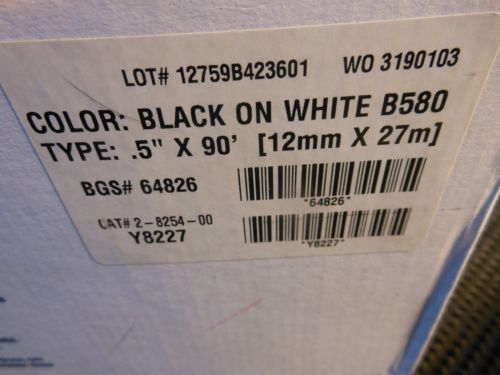 LOT# 12759B423601 WO 3190103
COLOR: BLACK ON WHITE B580
TYPE: .5" X 90' [12mm X 27m]
BGS# 64826
*64826*
CAT# 2-8254-00
Y8227
*Y8227*